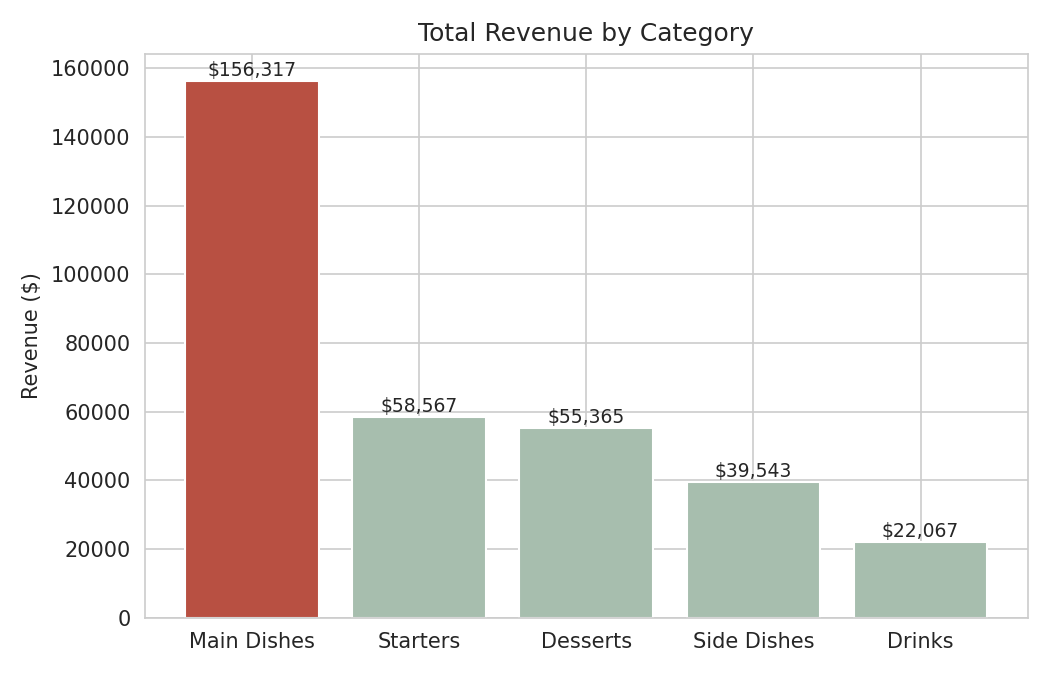 Total Revenue by Category
Revenue ($)
160000
140000
120000
100000
80000
60000
40000
20000
0
$156,317
$58,567
$55,365
$39,543
$22,067
Main Dishes
Starters
Desserts
Side Dishes
Drinks